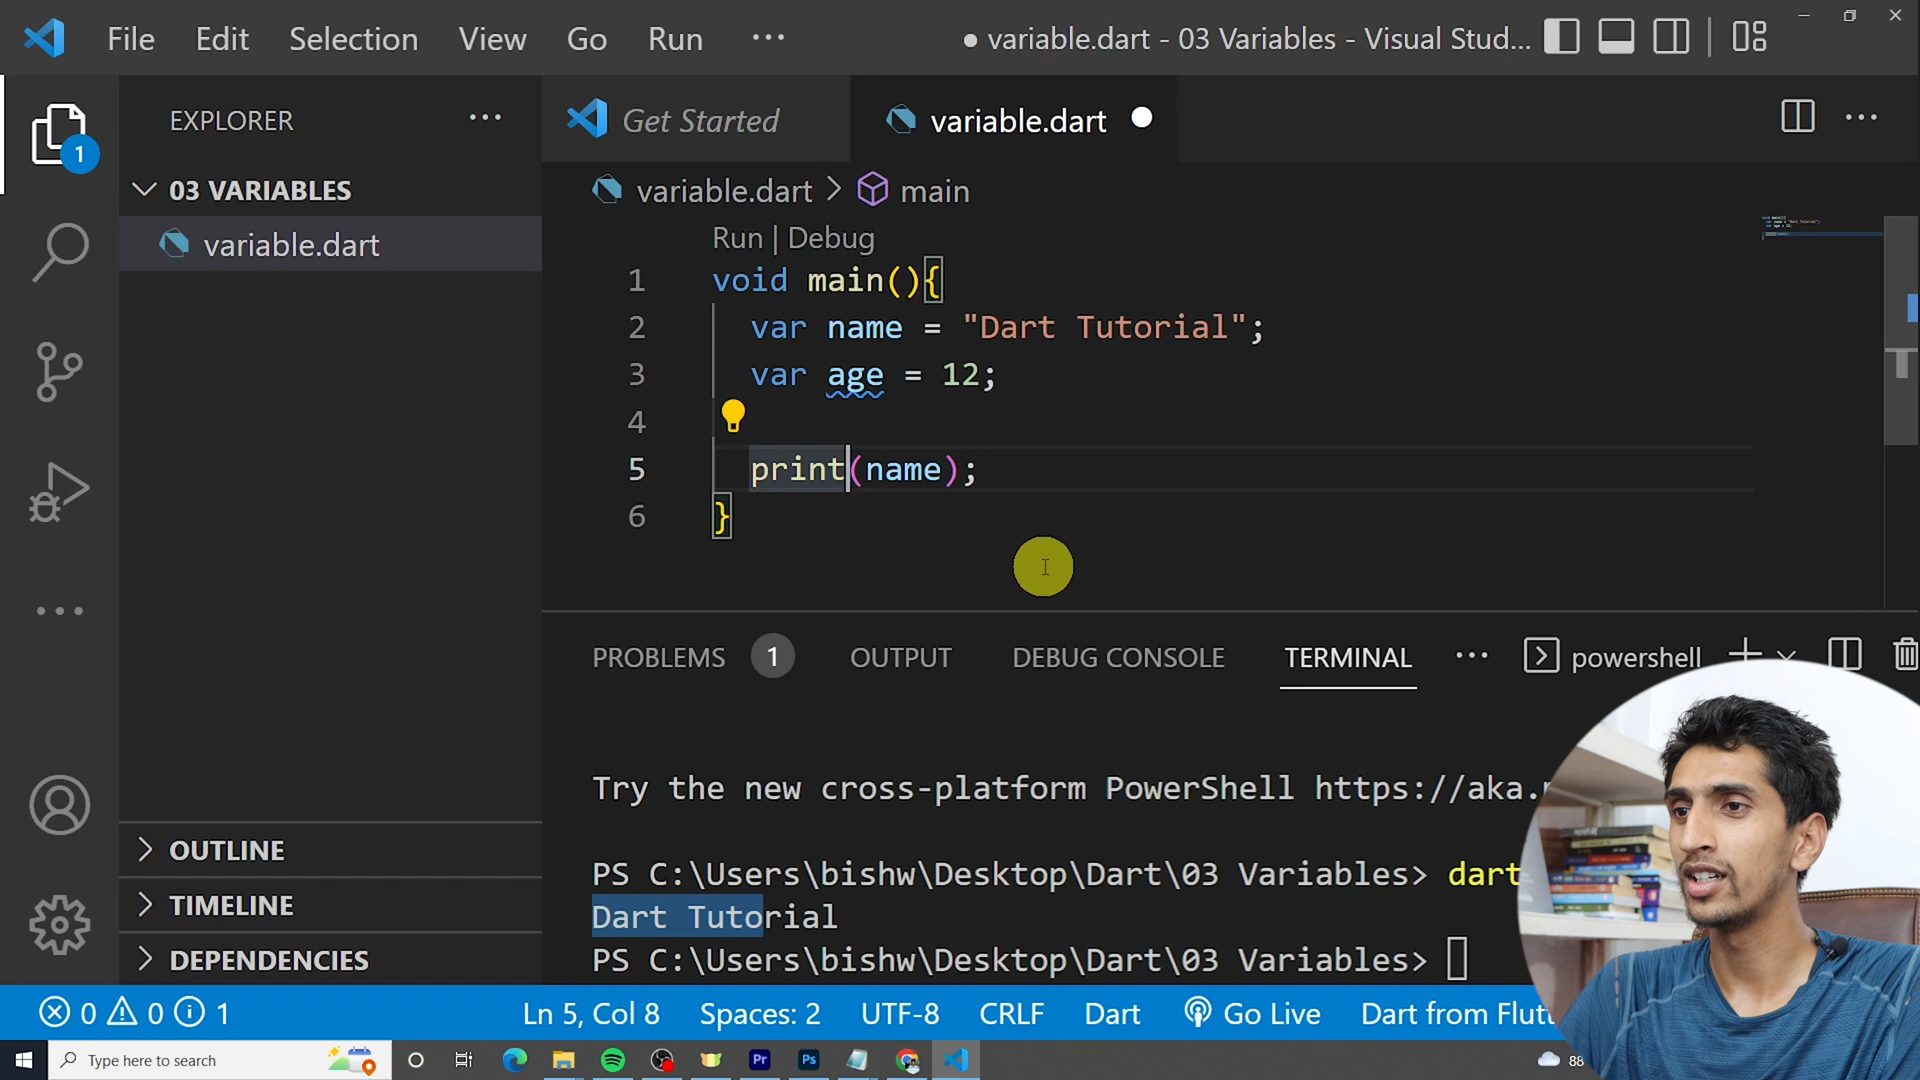 File Edit Selection View Go Run ··· ● variable.dart - 03 Variables - Visual Stud...
EXPLORER ···
Get Started variable.dart ●
1
03 VARIABLES
variable.dart > main
variable.dart
Run | Debug
1 void main(){
2 var name = "Dart Tutorial";
3 var age = 12;
4
5 print(name);
6 }
PROBLEMS 1 OUTPUT DEBUG CONSOLE TERMINAL ··· powershell
Try the new cross-platform PowerShell https://aka.
PS C:\Users\bishw\Desktop\Dart\03 Variables> dart
Dart Tutorial
PS C:\Users\bishw\Desktop\Dart\03 Variables>
OUTLINE
TIMELINE
DEPENDENCIES
0 0 1 Ln 5, Col 8 Spaces: 2 UTF-8 CRLF Dart Go Live Dart from Flutt
Type here to search Pr Ps 88